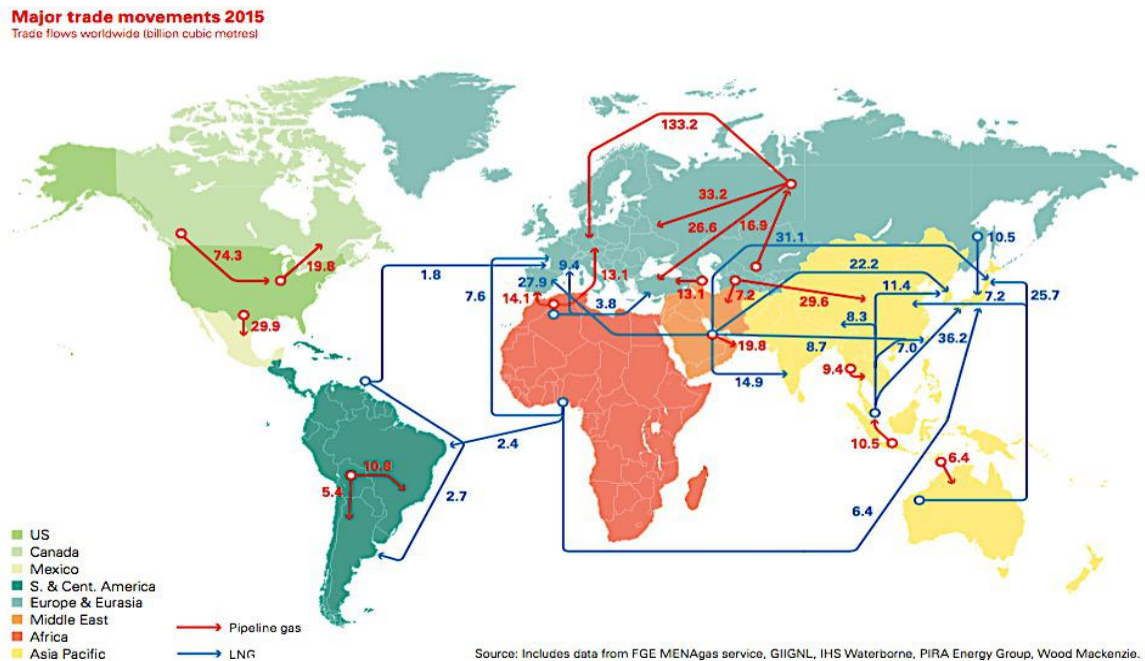 Major trade movements 2015
Trade flows worldwide (billion cubic metres)
133.2
33.2
26.6
16.9
31.1
10.5
74.3
19.8
1.8
9.4
22.2
27.9
13.1
7.6
14.1
3.8
13.1
7.2
29.6
11.4
7.2
25.7
29.9
8.3
36.2
19.8
8.7
7.0
14.9
9.4
2.4
10.5
10.8
5.4
2.7
6.4
6.4
US
Canada
Mexico
S. & Cent. America
Europe & Eurasia
Middle East
Africa
Asia Pacific
Pipeline gas
LNG
Source: Includes data from FGE MENAgas service, GIIGNL, IHS Waterborne, PIRA Energy Group, Wood Mackenzie.